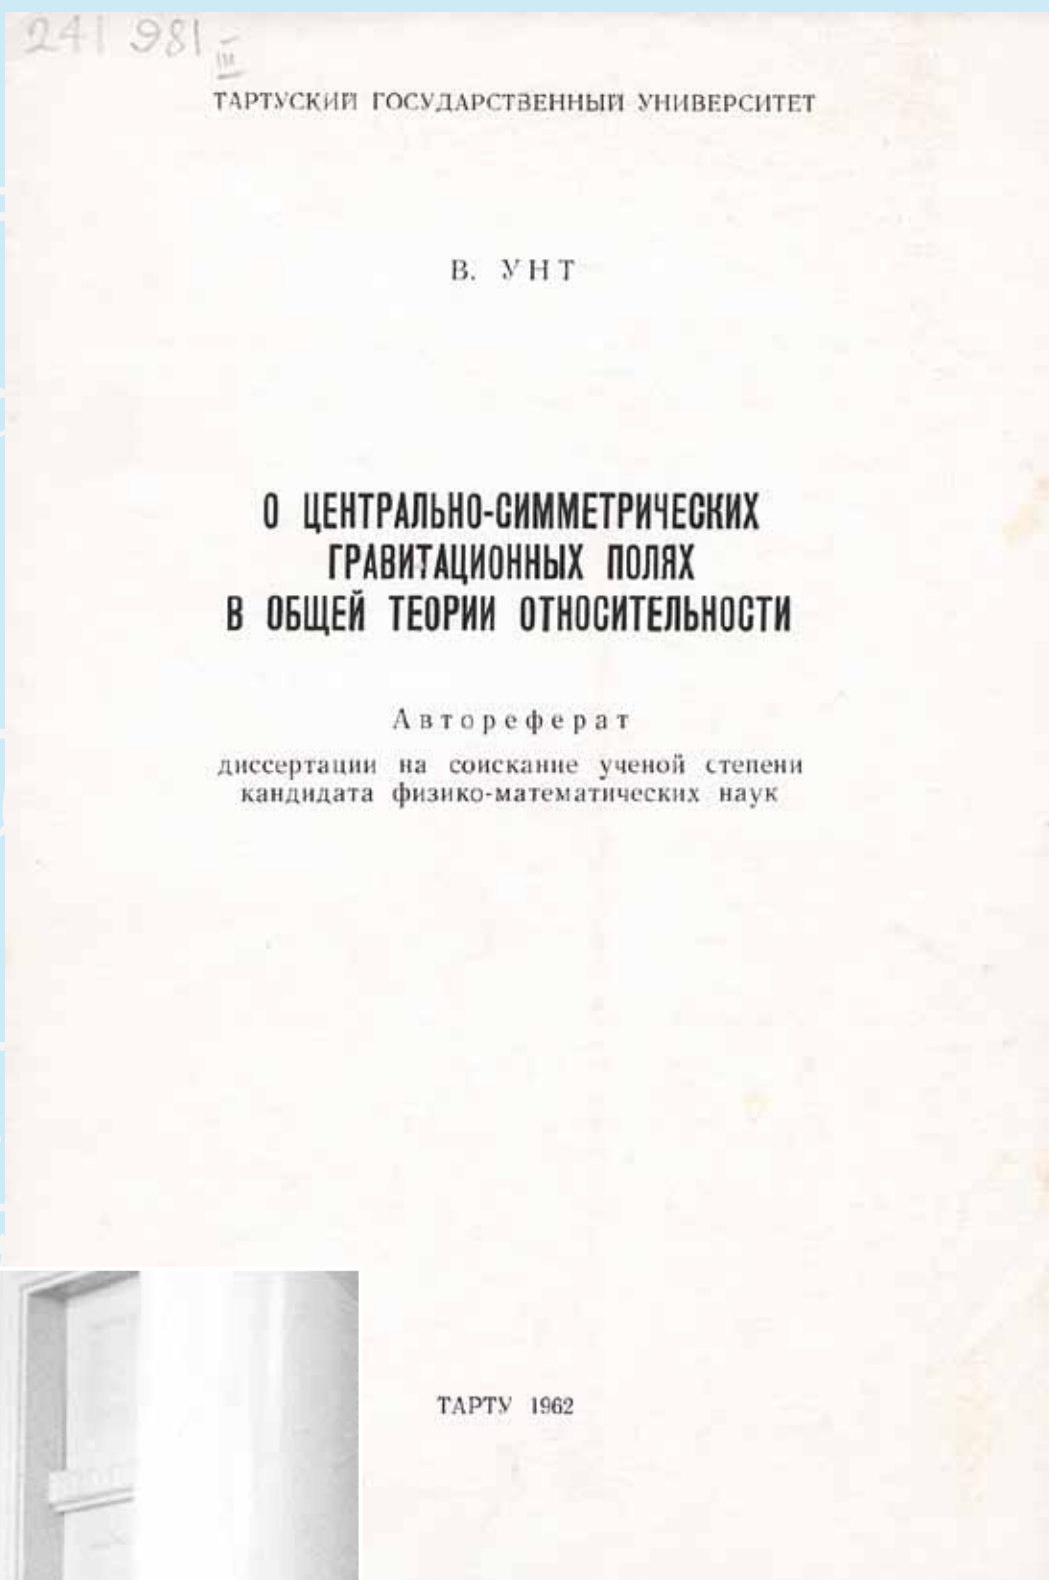 241 981
III
ТАРТУСКИЙ ГОСУДАРСТВЕННЫЙ УНИВЕРСИТЕТ
В. УНТ
О ЦЕНТРАЛЬНО-СИММЕТРИЧЕСКИХ
ГРАВИТАЦИОННЫХ ПОЛЯХ
В ОБЩЕЙ ТЕОРИИ ОТНОСИТЕЛЬНОСТИ
Автореферат
диссертации на соискание ученой степени
кандидата физико-математических наук
ТАРТУ 1962